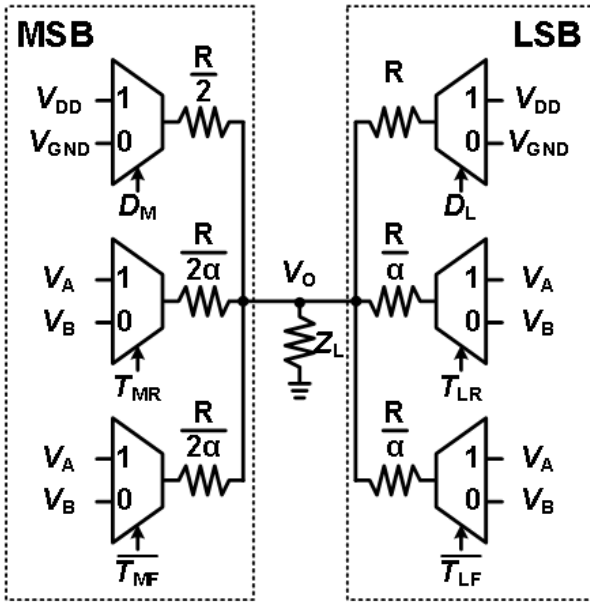 MSB
R
2
V_DD
1
V_GND
0
D_M
R
2α
V_A
1
V_B
0
T_MR
R
2α
V_A
1
V_B
0
T_MF
V_O
Z_L
LSB
R
1
V_DD
0
V_GND
D_L
R
α
1
V_A
0
V_B
T_LR
R
α
1
V_A
0
V_B
T_LF